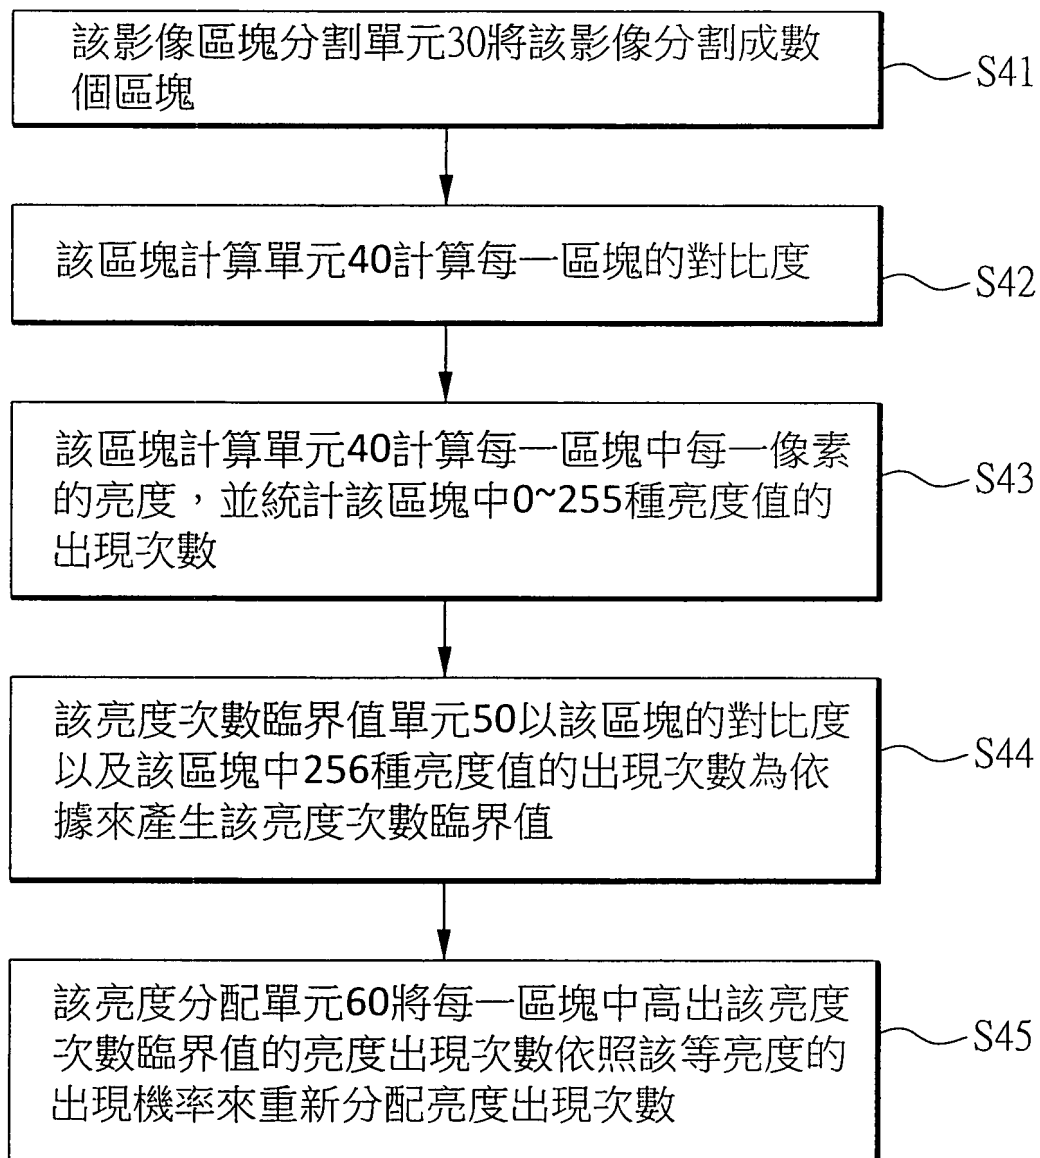 該影像區塊分割單元30將該影像分割成數
個區塊
S41
該區塊計算單元40計算每一區塊的對比度
S42
該區塊計算單元40計算每一區塊中每一像素
的亮度，並統計該區塊中0~255種亮度值的
出現次數
S43
該亮度次數臨界值單元50以該區塊的對比度
以及該區塊中256種亮度值的出現次數為依
據來產生該亮度次數臨界值
S44
該亮度分配單元60將每一區塊中高出該亮度
次數臨界值的亮度出現次數依照該等亮度的
出現機率來重新分配亮度出現次數
S45